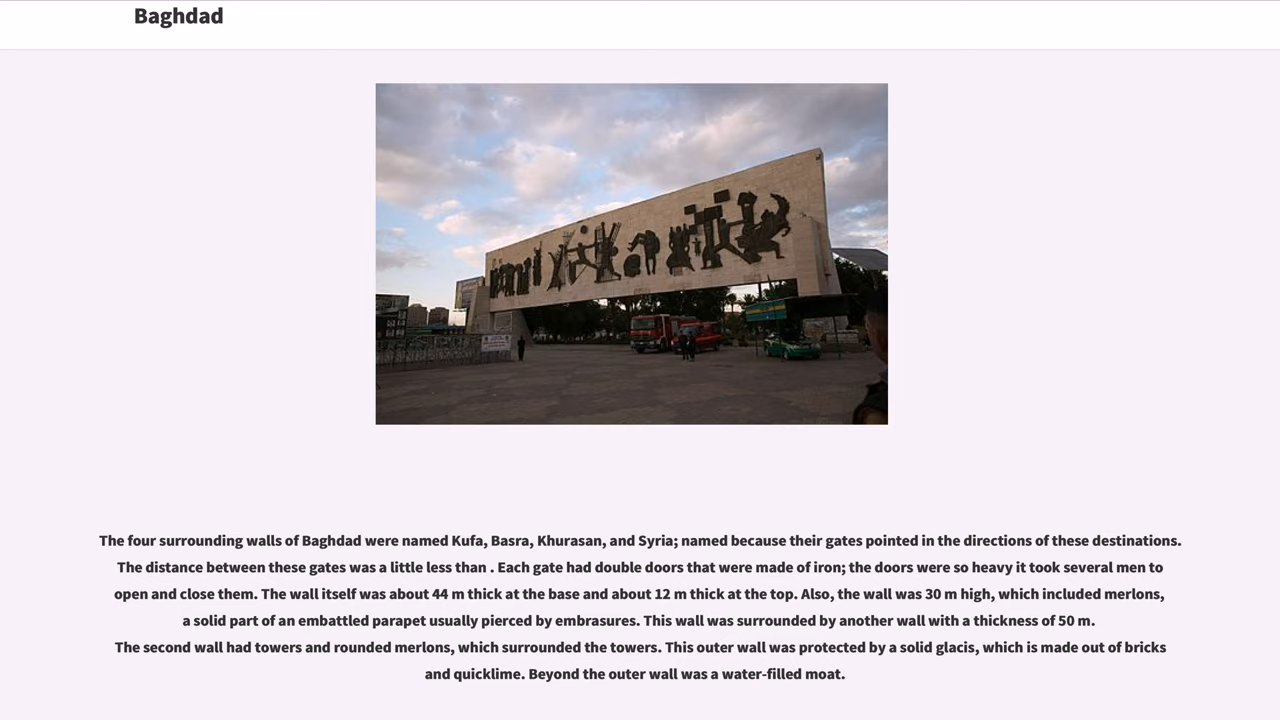 Baghdad
The four surrounding walls of Baghdad were named Kufa, Basra, Khurasan, and Syria; named because their gates pointed in the directions of these destinations.
The distance between these gates was a little less than . Each gate had double doors that were made of iron; the doors were so heavy it took several men to
open and close them. The wall itself was about 44 m thick at the base and about 12 m thick at the top. Also, the wall was 30 m high, which included merlons,
a solid part of an embattled parapet usually pierced by embrasures. This wall was surrounded by another wall with a thickness of 50 m.
The second wall had towers and rounded merlons, which surrounded the towers. This outer wall was protected by a solid glacis, which is made out of bricks
and quicklime. Beyond the outer wall was a water-filled moat.